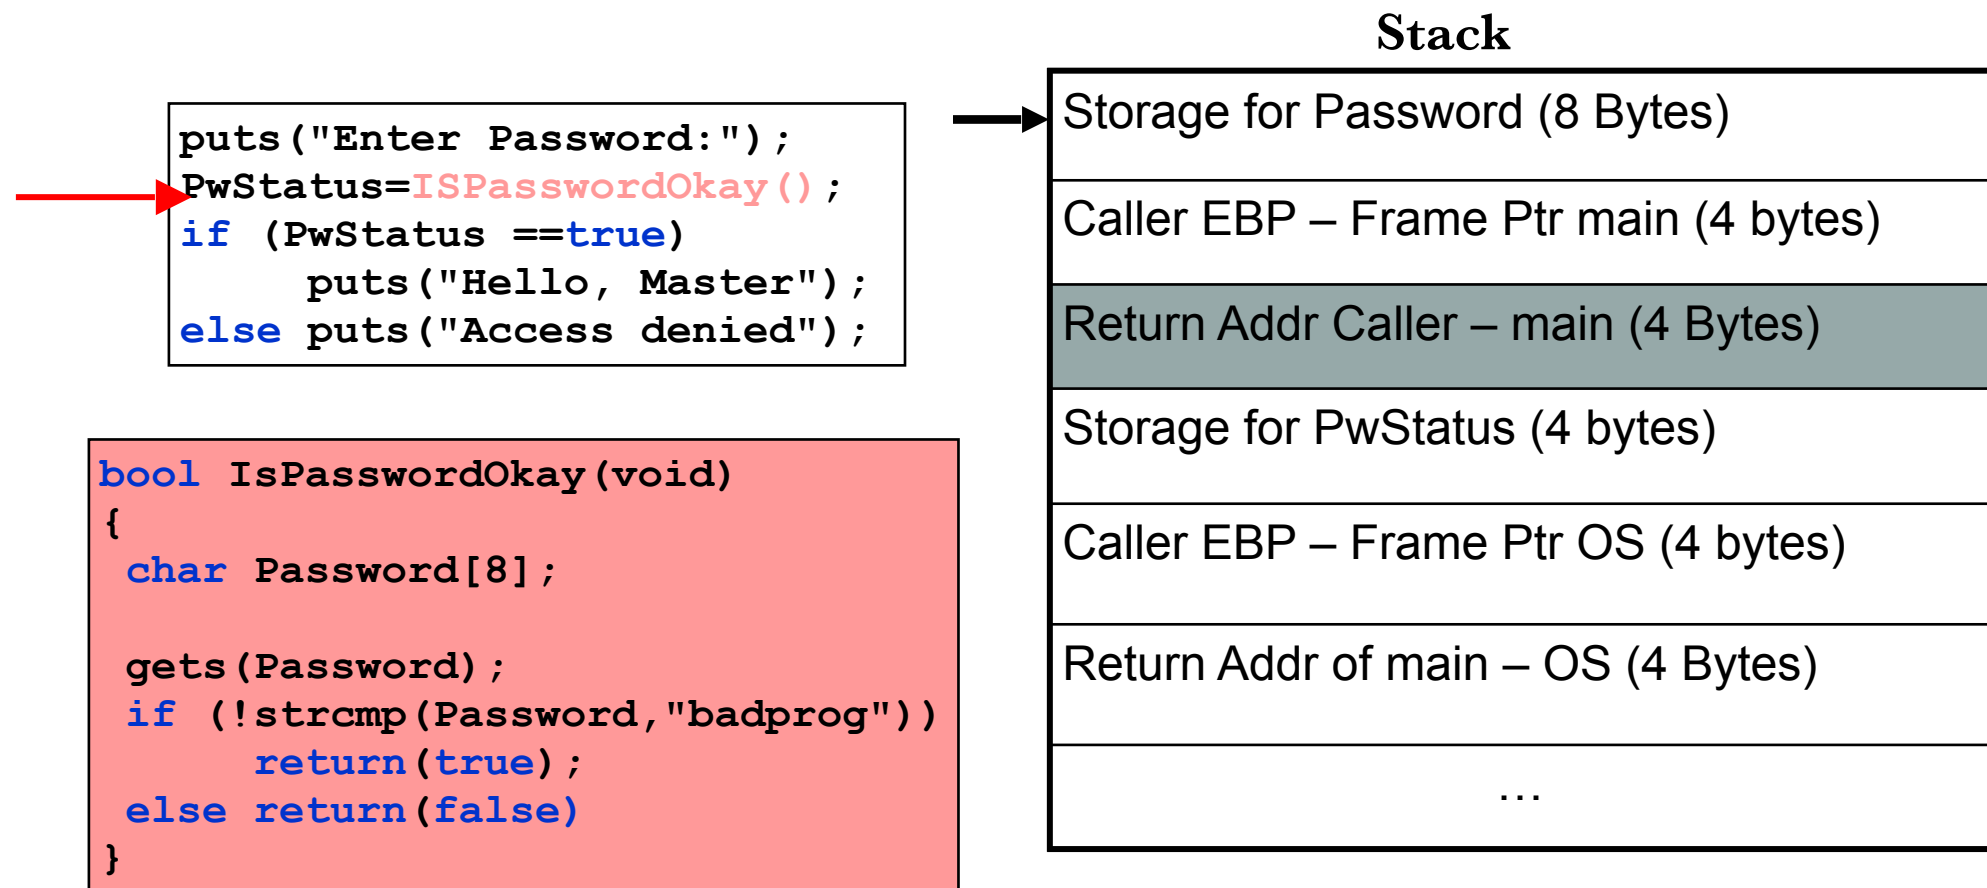 Stack
puts("Enter Password:");
PwStatus=ISPasswordOkay();
if (PwStatus ==true)
puts("Hello, Master");
else puts("Access denied");
bool IsPasswordOkay(void)
{
char Password[8];
gets(Password);
if (!strcmp(Password,"badprog"))
return(true);
else return(false)
}
Storage for Password (8 Bytes)
Caller EBP – Frame Ptr main (4 bytes)
Return Addr Caller – main (4 Bytes)
Storage for PwStatus (4 bytes)
Caller EBP – Frame Ptr OS (4 bytes)
Return Addr of main – OS (4 Bytes)
…